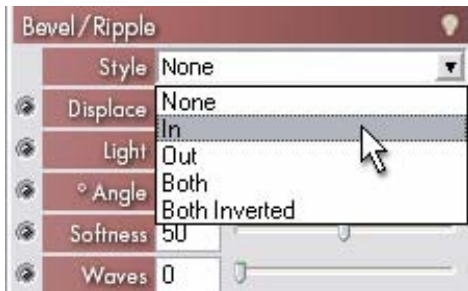 Bevel/Ripple
Style None
Displace None
In
Light Out
° Angle Both
Both Inverted
Softness 50
Waves 0